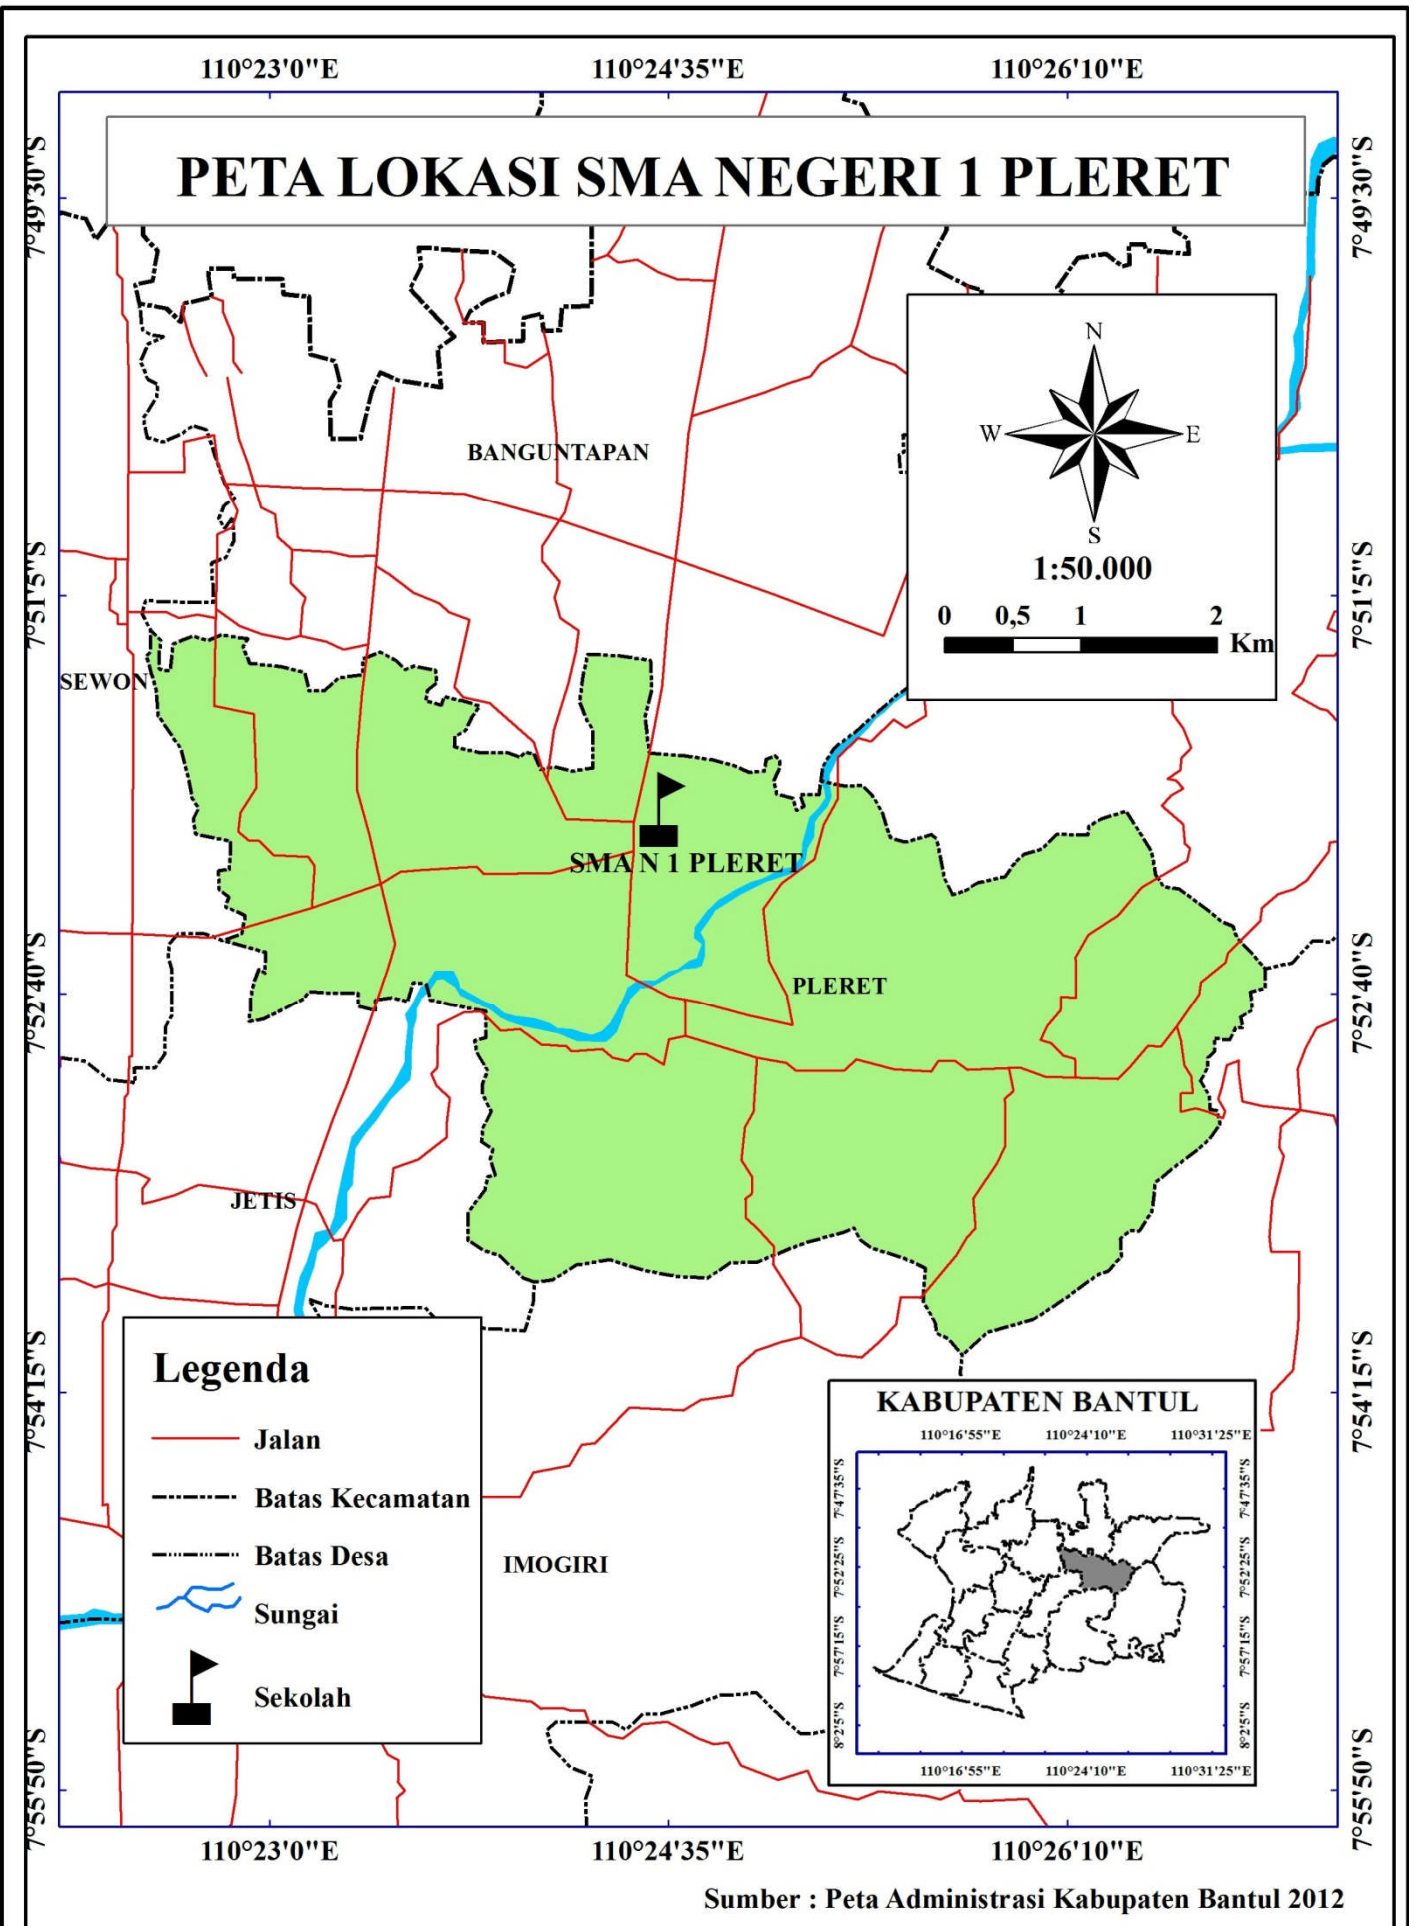 110°23'0"E 110°24'35"E 110°26'10"E
PETA LOKASI SMA NEGERI 1 PLERET
7°49'30"S 7°49'30"S
N
BANGUNTAPAN
W E
S
1:50.000
7°51'5"S 7°51'5"S
0 0,5 1 2
Km
SEWON
SMA N 1 PLERET
7°52'40"S 7°52'40"S
PLERET
JETIS
7°54'15"S 7°54'15"S
Legenda
Jalan
Batas Kecamatan
Batas Desa
Sungai
Sekolah
IMOGIRI
KABUPATEN BANTUL
110°16'55"E 110°24'10"E 110°31'25"E
7°47'35"S 7°47'35"S
7°52'25"S 7°52'25"S
7°57'15"S 7°57'15"S
8°2'5"S 8°2'5"S
110°16'55"E 110°24'10"E 110°31'25"E
7°55'50"S 7°55'50"S
110°23'0"E 110°24'35"E 110°26'10"E
Sumber : Peta Administrasi Kabupaten Bantul 2012